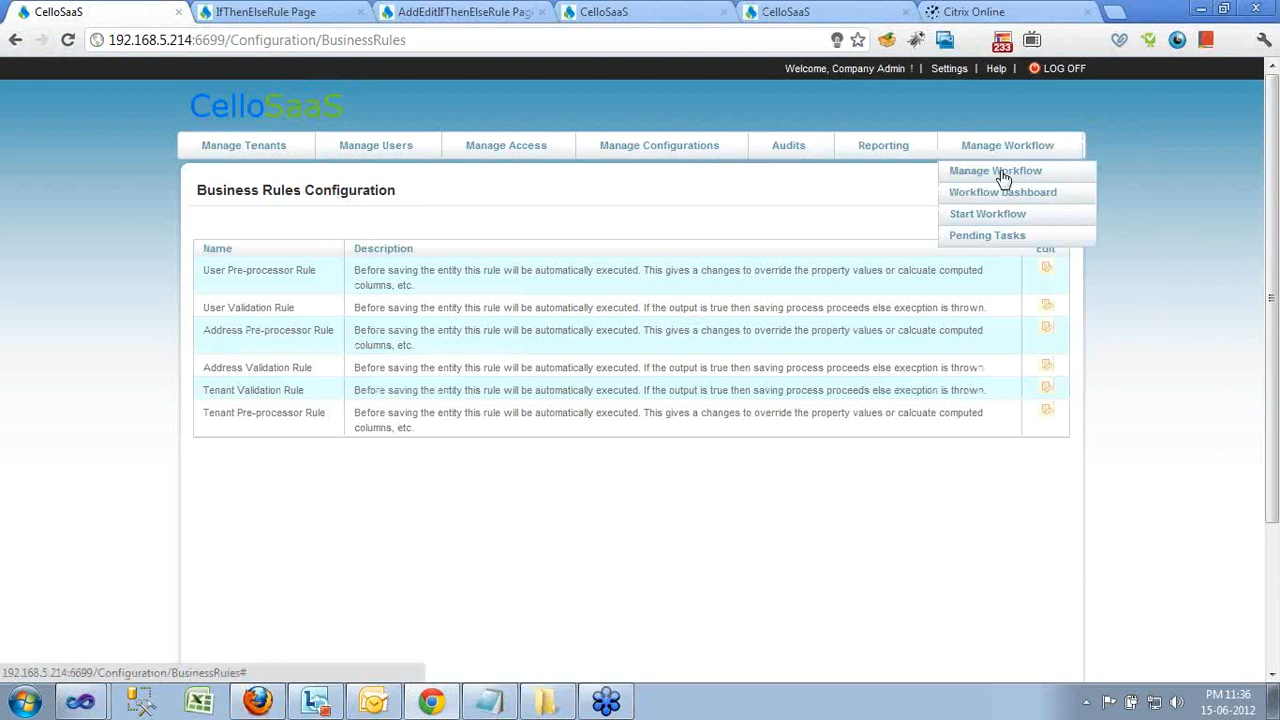 CelloSaaS
IfThenElseRule Page
AddEditIfThenElseRule Page
CelloSaaS
CelloSaaS
Citrix Online
192.168.5.214:6699/Configuration/BusinessRules
233
Welcome, Company Admin ! | Settings | Help | LOG OFF
CelloSaaS
Manage Tenants Manage Users Manage Access Manage Configurations Audits Reporting Manage Workflow
Manage Workflow
Workflow Dashboard
Start Workflow
Pending Tasks
Business Rules Configuration
Name Description Edit
User Pre-processor Rule Before saving the entity this rule will be automatically executed. This gives a changes to override the property values or calcuate computed
columns, etc.
User Validation Rule Before saving the entity this rule will be automatically executed. If the output is true then saving process proceeds else execption is thrown.
Address Pre-processor Rule Before saving the entity this rule will be automatically executed. This gives a changes to override the property values or calcuate computed
columns, etc.
Address Validation Rule Before saving the entity this rule will be automatically executed. If the output is true then saving process proceeds else execption is thrown.
Tenant Validation Rule Before saving the entity this rule will be automatically executed. If the output is true then saving process proceeds else execption is thrown.
Tenant Pre-processor Rule Before saving the entity this rule will be automatically executed. This gives a changes to override the property values or calcuate computed
columns, etc.
192.168.5.214:6699/Configuration/BusinessRules#
PM 11:36
15-06-2012